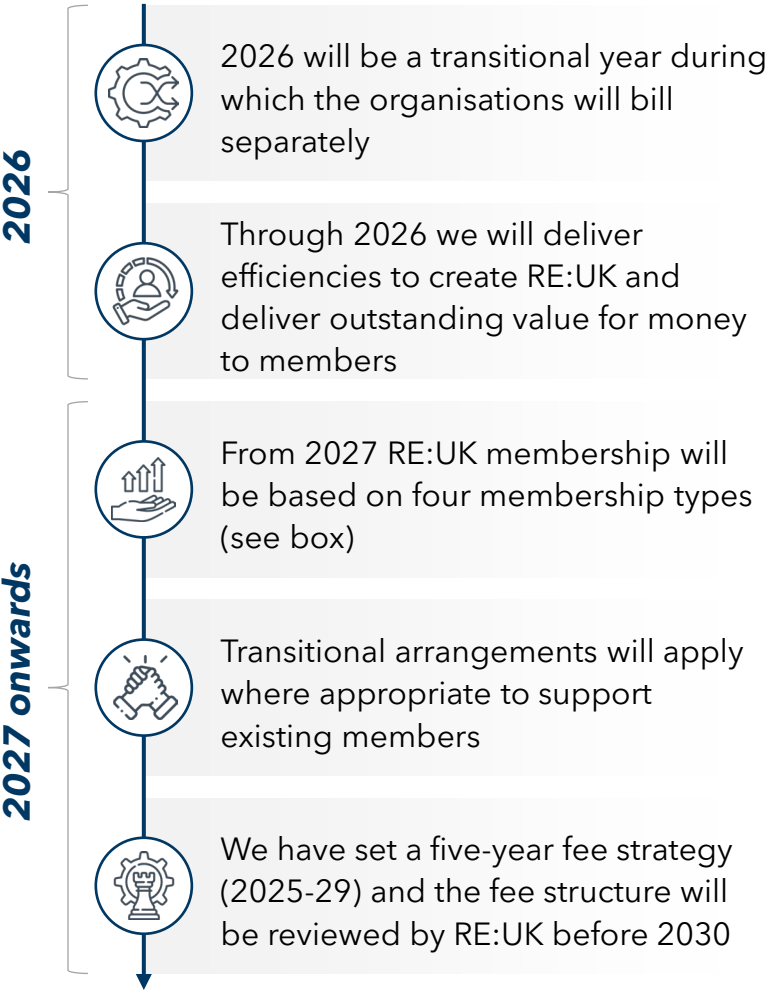 2026
2026 will be a transitional year during
which the organisations will bill
separately
Through 2026 we will deliver
efficiencies to create RE:UK and
deliver outstanding value for money
to members
2027 onwards
From 2027 RE:UK membership will
be based on four membership types
(see box)
Transitional arrangements will apply
where appropriate to support
existing members
We have set a five-year fee strategy
(2025-29) and the fee structure will
be reviewed by RE:UK before 2030